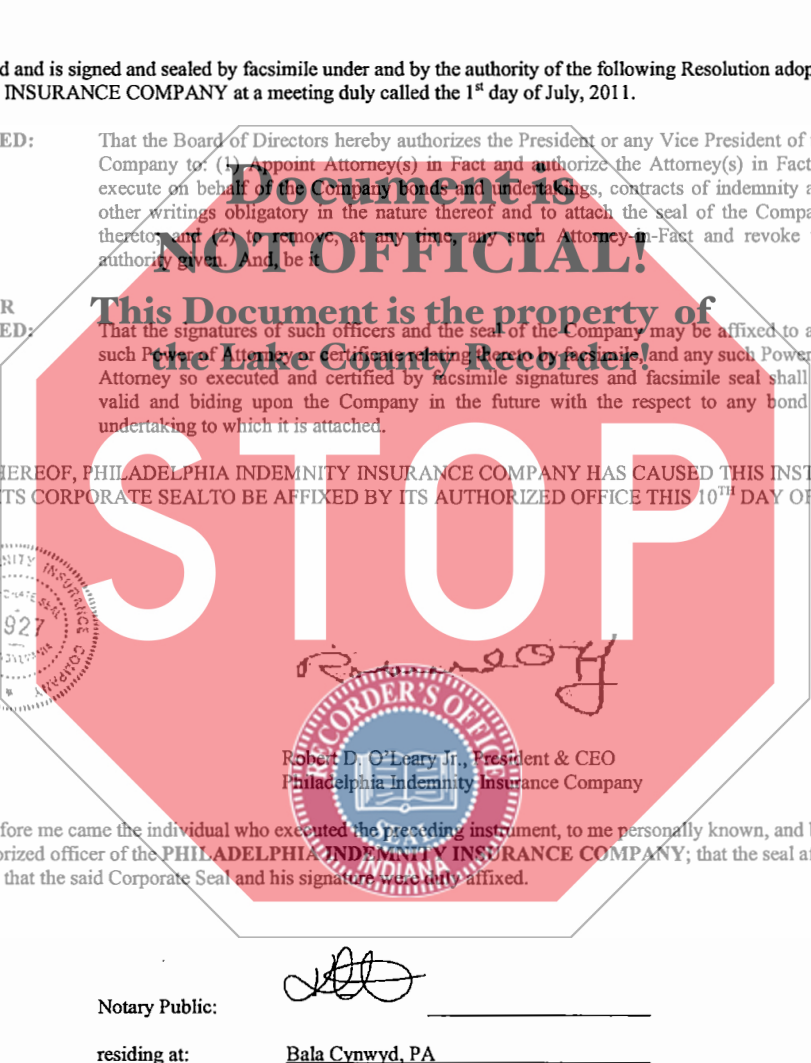 d and is signed and sealed by facsimile under and by the authority of the following Resolution adop
INSURANCE COMPANY at a meeting duly called the 1st day of July, 2011.
ED: That the Board of Directors hereby authorizes the President or any Vice President of
Company to: (1) Appoint Attorney(s) in Fact and authorize the Attorney(s) in Fact
execute on behalf of the Company bonds and undertakings, contracts of indemnity a
other writings obligatory in the nature thereof and to attach the seal of the Compa
thereto; and (2) to remove, at any time, any such Attorney-in-Fact and revoke
authority given. And, be it
Document is
NOT OFFICIAL!
This Document is the property of
the Lake County Recorder!
R
ED: That the signatures of such officers and the seal of the Company may be affixed to a
such Power of Attorney or certificate relating thereto by facsimile, and any such Power
Attorney so executed and certified by facsimile signatures and facsimile seal shall
valid and biding upon the Company in the future with the respect to any bond
undertaking to which it is attached.
STOP
HEREOF, PHILADELPHIA INDEMNITY INSURANCE COMPANY HAS CAUSED THIS INST
ITS CORPORATE SEALTO BE AFFIXED BY ITS AUTHORIZED OFFICE THIS 10TH DAY OF
NITY INSURANCE COMPANY
927
RECORDER'S OFFICE
SEAL
INDIANA
Robert D. O'Leary Jr., President & CEO
Philadelphia Indemnity Insurance Company
fore me came the individual who executed the preceding instrument, to me personally known, and
orized officer of the PHILADELPHIA INDEMNITY INSURANCE COMPANY; that the seal af
that the said Corporate Seal and his signature were duly affixed.
Notary Public:
residing at: Bala Cynwyd, PA